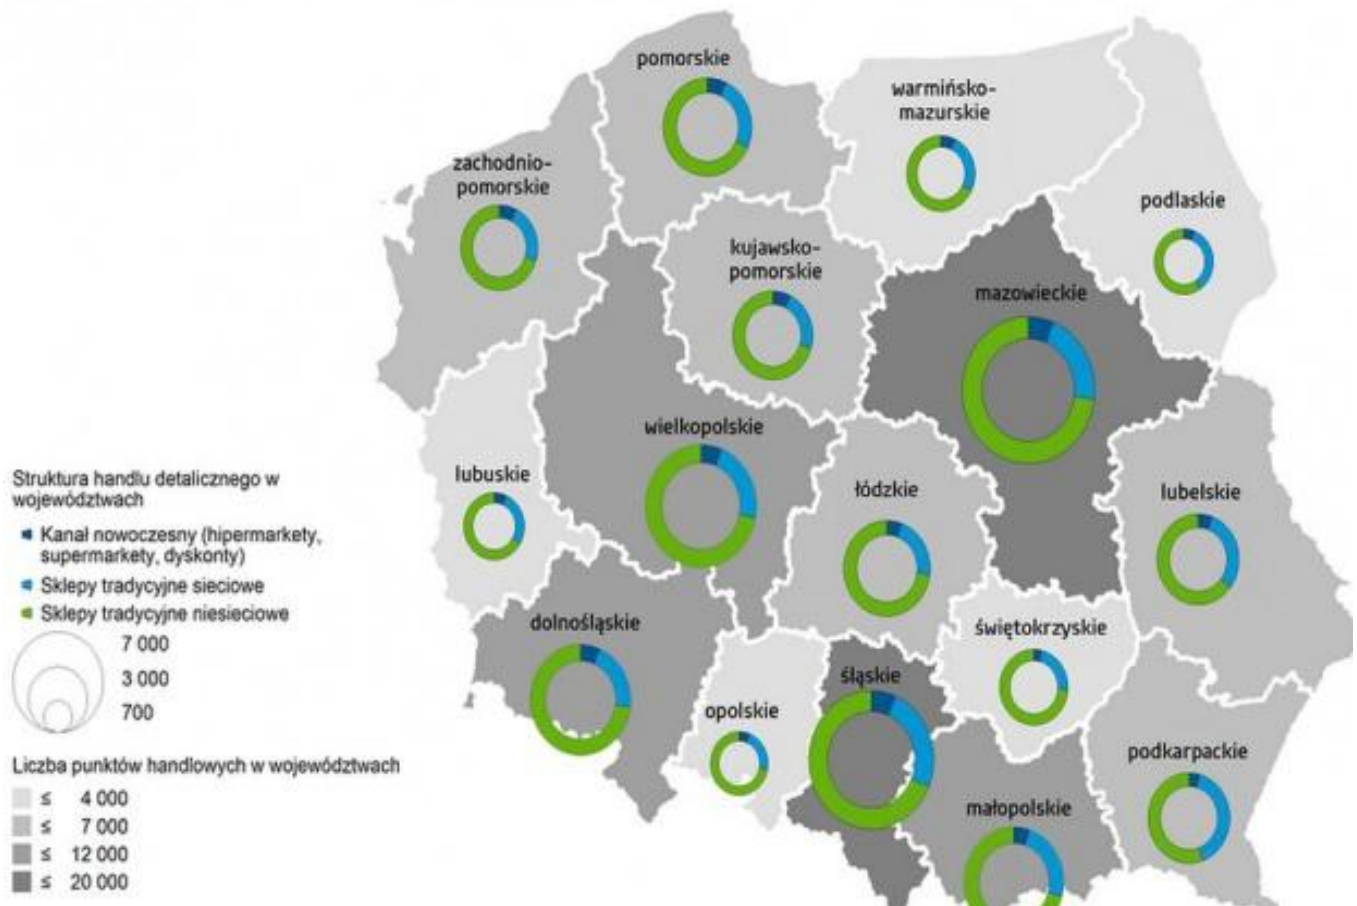 pomorskie
warmińsko-
mazurskie
zachodnio-
pomorskie
podlaskie
kujawsko-
pomorskie
mazowieckie
wielkopolskie
lubuskie
łódzkie
lubelskie
Struktura handlu detalicznego w
województwach
Kanał nowoczesny (hipermarkety,
supermarkety, dyskonty)
Sklepy tradycyjne sieciowe
Sklepy tradycyjne niesieciowe
7 000
3 000
700
dolnośląskie
świętokrzyskie
śląskie
opolskie
podkarpackie
małopolskie
Liczba punktów handlowych w województwach
≤ 4 000
≤ 7 000
≤ 12 000
≤ 20 000